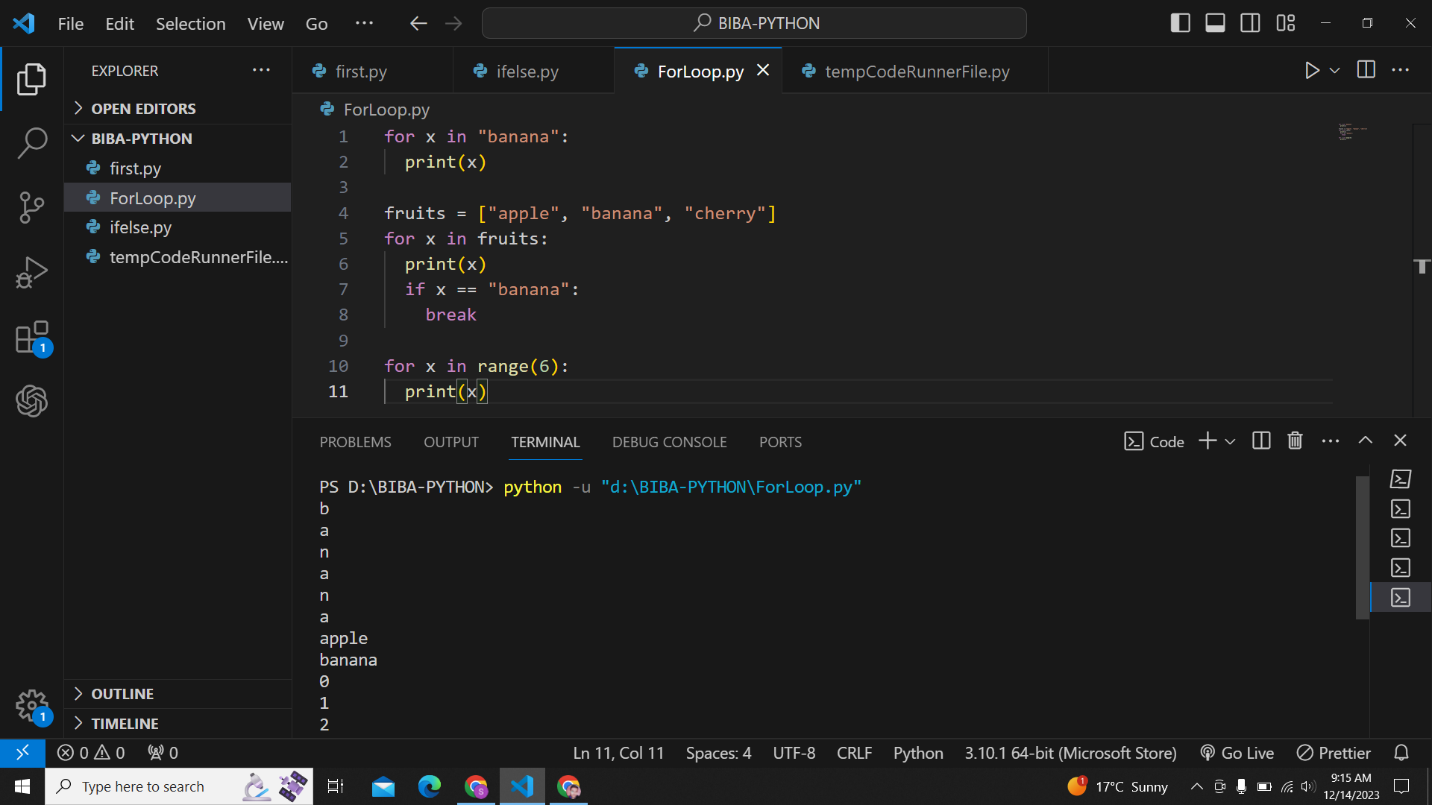 File Edit Selection View Go ··· BIBA-PYTHON
EXPLORER ···
OPEN EDITORS
BIBA-PYTHON
first.py
ForLoop.py
ifelse.py
tempCodeRunnerFile....
OUTLINE
TIMELINE
1
1
first.py ifelse.py ForLoop.py tempCodeRunnerFile.py
ForLoop.py
1 for x in "banana":
2 print(x)
3
4 fruits = ["apple", "banana", "cherry"]
5 for x in fruits:
6 print(x)
7 if x == "banana":
8 break
9
10 for x in range(6):
11 print(x)
PROBLEMS OUTPUT TERMINAL DEBUG CONSOLE PORTS Code
PS D:\BIBA-PYTHON> python -u "d:\BIBA-PYTHON\ForLoop.py"
b
a
n
a
n
a
apple
banana
0
1
2
0 0 0 Ln 11, Col 11 Spaces: 4 UTF-8 CRLF Python 3.10.1 64-bit (Microsoft Store) Go Live Prettier
Type here to search S 1 17°C Sunny 9:15 AM
12/14/2023